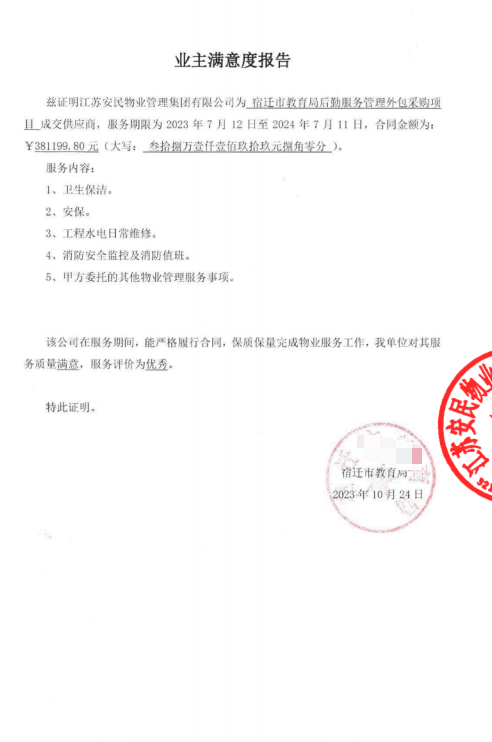 业主满意度报告
兹证明江苏安民物业管理集团有限公司为 宿迁市教育局后勤服务管理外包采购项
目 成交供应商，服务期限为 2023 年 7 月 12 日至 2024 年 7 月 11 日，合同金额为：
￥381199.80 元（大写： 叁拾捌万壹仟壹佰玖拾玖元捌角零分 ）。
服务内容：
1、卫生保洁。
2、安保。
3、工程水电日常维修。
4、消防安全监控及消防值班。
5、甲方委托的其他物业管理服务事项。
该公司在服务期间，能严格履行合同，保质保量完成物业服务工作，我单位对其服
务质量满意，服务评价为优秀。
特此证明。
宿迁市教育局
2023 年 10 月 24 日
江苏安民物业